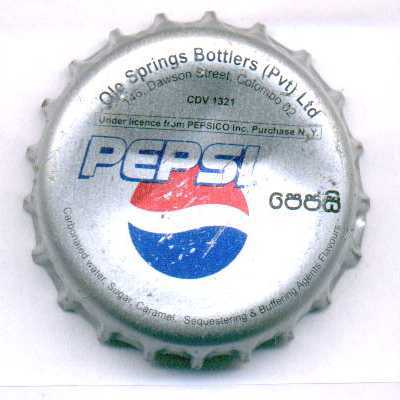 Ole Springs Bottlers (Pvt) Ltd
146, Dawson Street, Colombo 02
CDV 1321
Under licence from PEPSICO Inc. Purchase N.Y.
PEPSI
පෙප්සි
Carbonated water, Sugar, Caramel, Sequestering & Buffering Agents Flavours